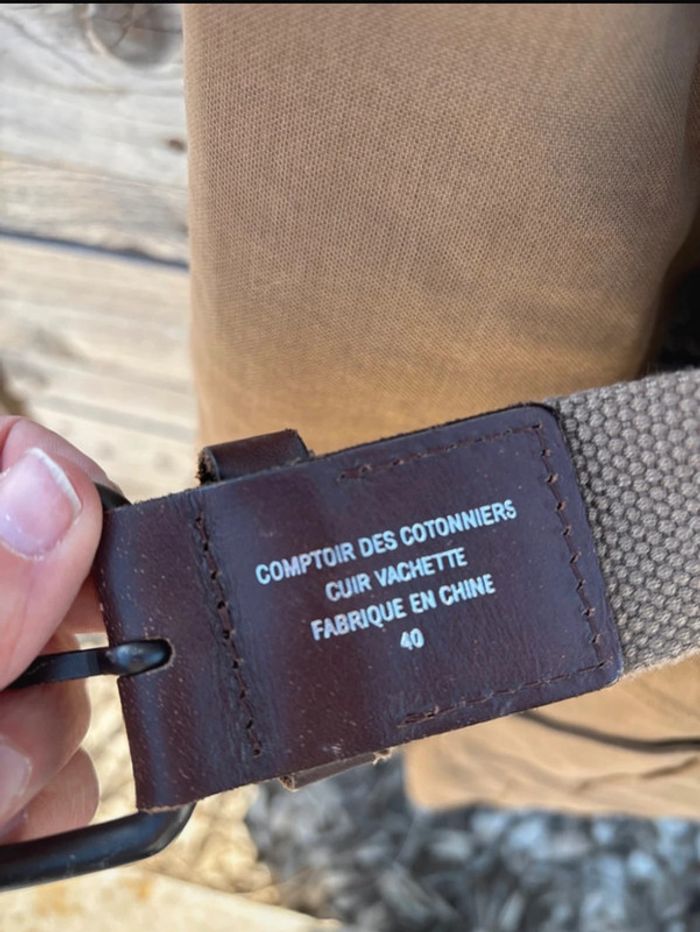 COMPTOIR DES COTONNIERS
CUIR VACHETTE
FABRIQUE EN CHINE
40